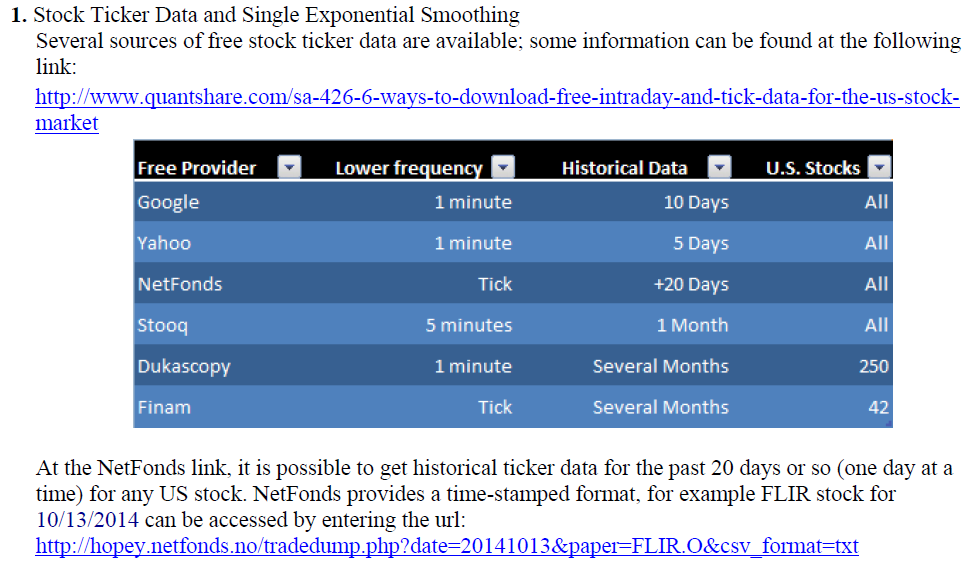 1. Stock Ticker Data and Single Exponential Smoothing
Several sources of free stock ticker data are available; some information can be found at the following
link:
http://www.quantshare.com/sa-426-6-ways-to-download-free-intraday-and-tick-data-for-the-us-stock-
market
Free Provider Lower frequency Historical Data U.S. Stocks
Google 1 minute 10 Days All
Yahoo 1 minute 5 Days All
NetFonds Tick +20 Days All
Stooq 5 minutes 1 Month All
Dukascopy 1 minute Several Months 250
Finam Tick Several Months 42
At the NetFonds link, it is possible to get historical ticker data for the past 20 days or so (one day at a
time) for any US stock. NetFonds provides a time-stamped format, for example FLIR stock for
10/13/2014 can be accessed by entering the url:
http://hopey.netfonds.no/tradedump.php?date=20141013&paper=FLIR.O&csv_format=txt